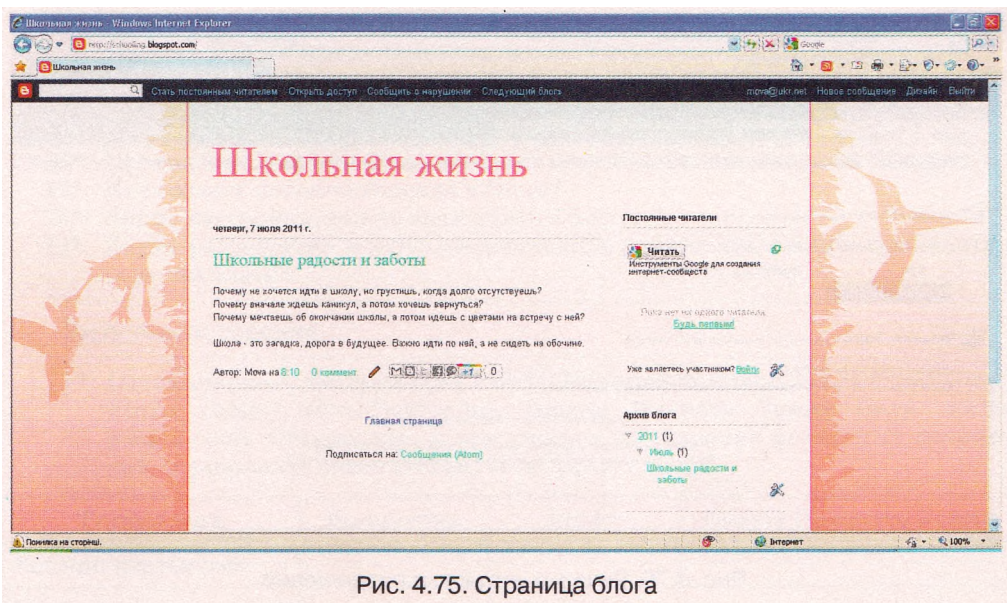 Школьная жизнь - Windows Internet Explorer
http://schooling.blogspot.com/
Google
Школьная жизнь
Стать постоянным читателем Открыть доступ Сообщить о нарушении Следующий блог» mova@ukr.net Новое сообщение Дизайн Выйти
Школьная жизнь
четверг, 7 июля 2011 г.
Школьные радости и заботы
Почему не хочется идти в школу, но грустишь, когда долго отсутствуешь?
Почему вначале ждешь каникул, а потом хочешь вернуться?
Почему мечтаешь об окончании школы, а потом идешь с цветами на встречу с ней?
Школа - это загадка, дорога в будущее. Важно идти по ней, а не сидеть на обочине.
Автор: Mova на 8:10 0 коммент.
+1 0
Главная страница
Подписаться на: Сообщения (Atom)
Постоянные читатели
Читать
Инструменты Google для создания
интернет-сообществ
Пока нет ни одного читателя.
Будь первым!
Уже являетесь участником? Войти
Архив блога
2011 (1)
Июль (1)
Школьные радости и
заботы
Помилка на сторінці.
Інтернет
100%
Рис. 4.75. Страница блога